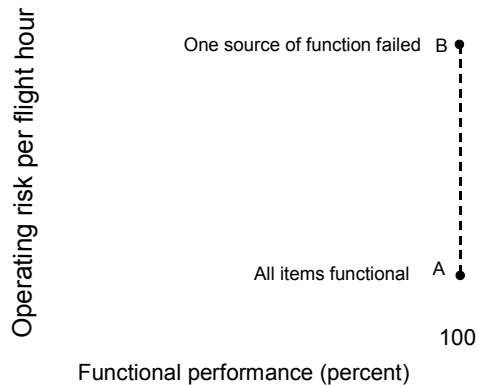 Operating risk per flight hour
One source of function failed B
All items functional A
100
Functional performance (percent)